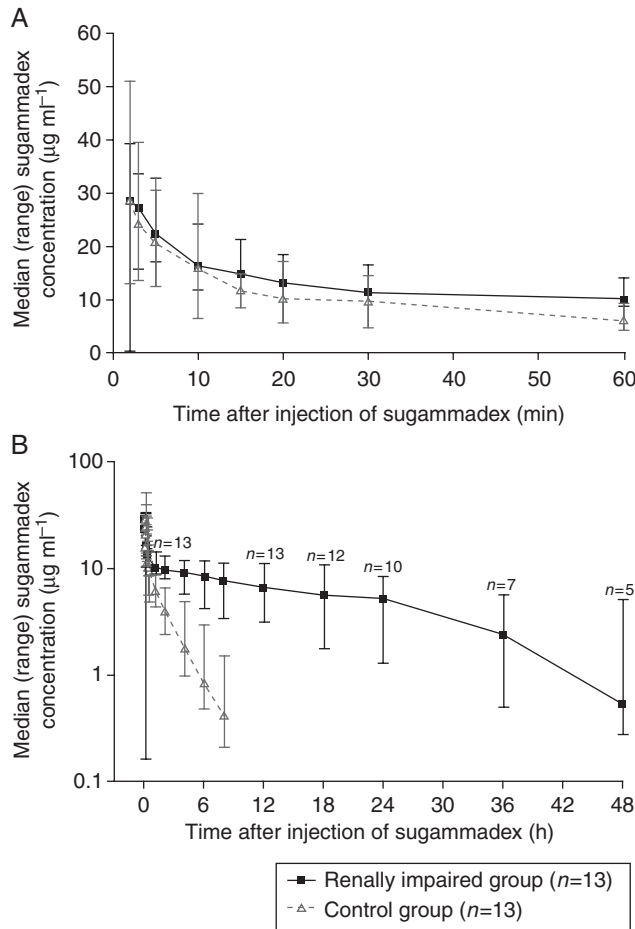 A
Median (range) sugammadex
concentration (µg ml⁻¹)
60
50
40
30
20
10
0
0 10 20 30 40 50 60
Time after injection of sugammadex (min)
B
Median (range) sugammadex
concentration (µg ml⁻¹)
100
10
1
0.1
n=13 n=13 n=12 n=10 n=7 n=5
0 6 12 18 24 30 36 42 48
Time after injection of sugammadex (h)
Renally impaired group (n=13)
Control group (n=13)